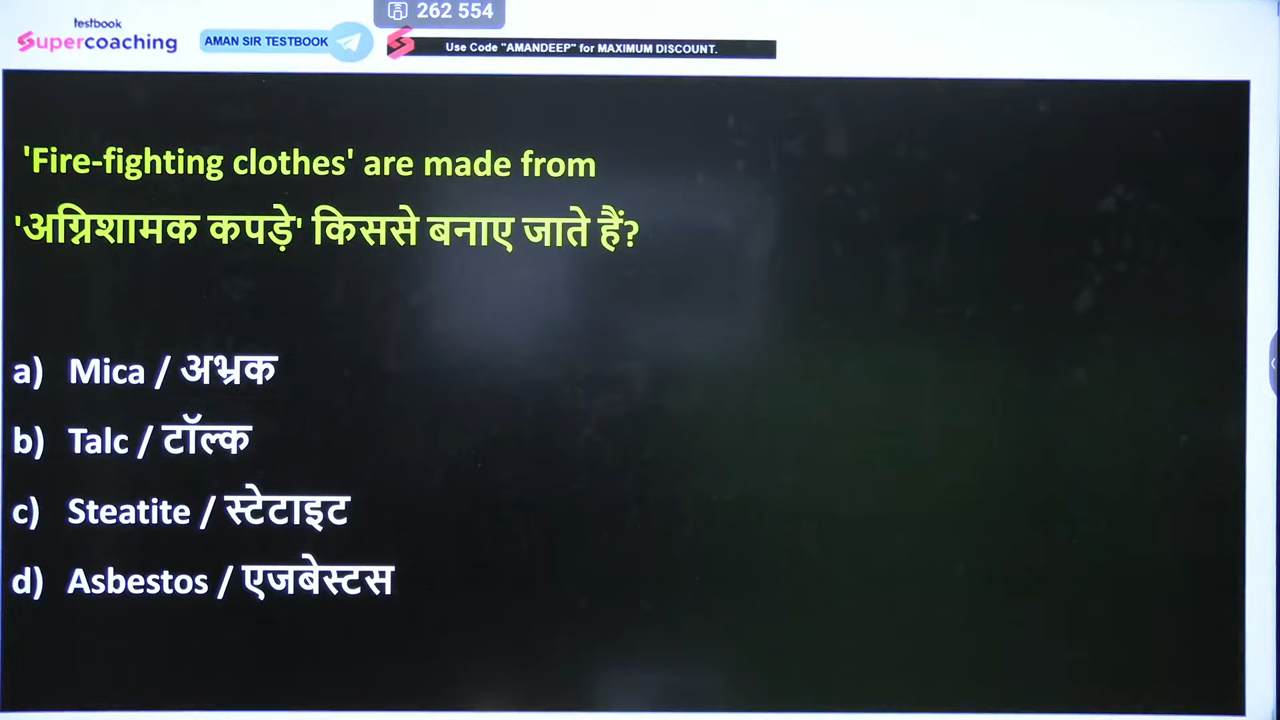 262 554
testbook
Supercoaching
AMAN SIR TESTBOOK
Use Code "AMANDEEP" for MAXIMUM DISCOUNT.
'Fire-fighting clothes' are made from
'अग्निशामक कपड़े' किससे बनाए जाते हैं?
a) Mica / अभ्रक
b) Talc / टॉल्क
c) Steatite / स्टेटाइट
d) Asbestos / एजबेस्टस